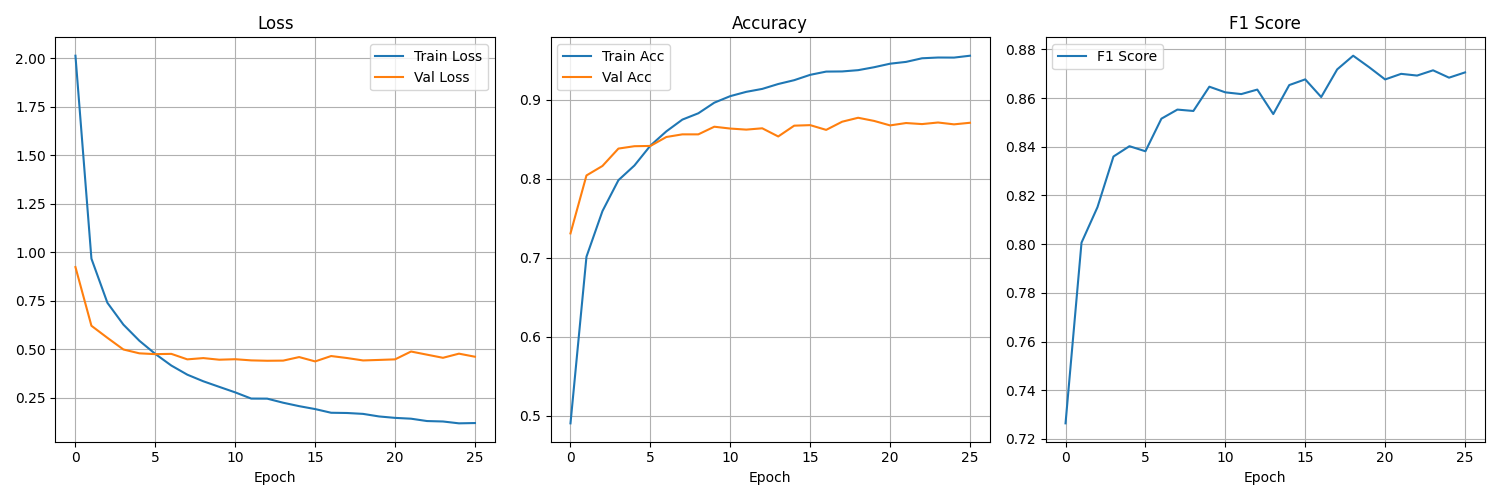 Loss
2.00
1.75
1.50
1.25
1.00
0.75
0.50
0.25
0 5 10 15 20 25
Epoch
Train Loss
Val Loss
Accuracy
0.9
0.8
0.7
0.6
0.5
0 5 10 15 20 25
Epoch
Train Acc
Val Acc
F1 Score
0.88
0.86
0.84
0.82
0.80
0.78
0.76
0.74
0.72
0 5 10 15 20 25
Epoch
F1 Score